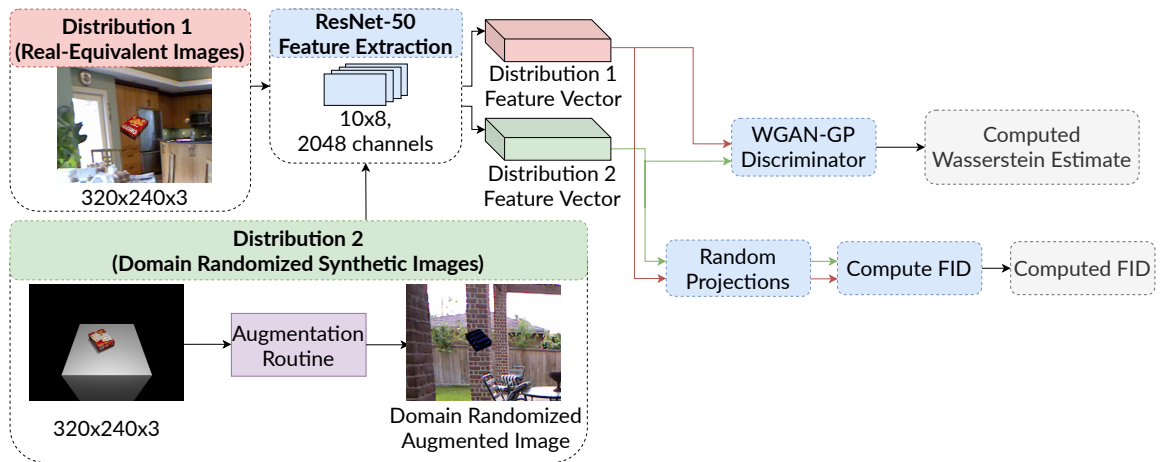 Distribution 1
(Real-Equivalent Images)
320x240x3
ResNet-50
Feature Extraction
10x8,
2048 channels
Distribution 1
Feature Vector
Distribution 2
Feature Vector
WGAN-GP
Discriminator
Computed
Wasserstein Estimate
Random
Projections
Compute FID
Computed FID
Distribution 2
(Domain Randomized Synthetic Images)
320x240x3
Augmentation
Routine
Domain Randomized
Augmented Image